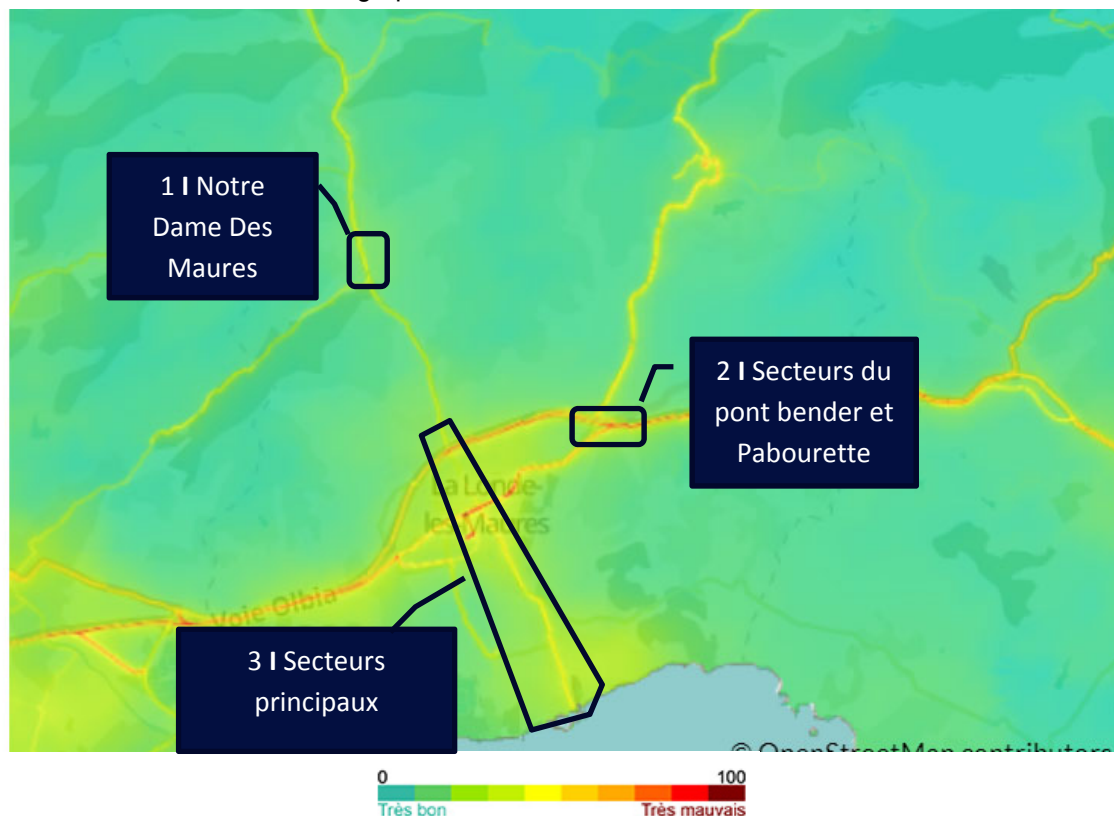 1 I Notre
Dame Des
Maures
2 I Secteurs du
pont bender et
Pabourette
La Londe-
les-Maures
Voie Olbia
3 I Secteurs
principaux
© OpenStreetMap contributors
0
100
Très bon
Très mauvais